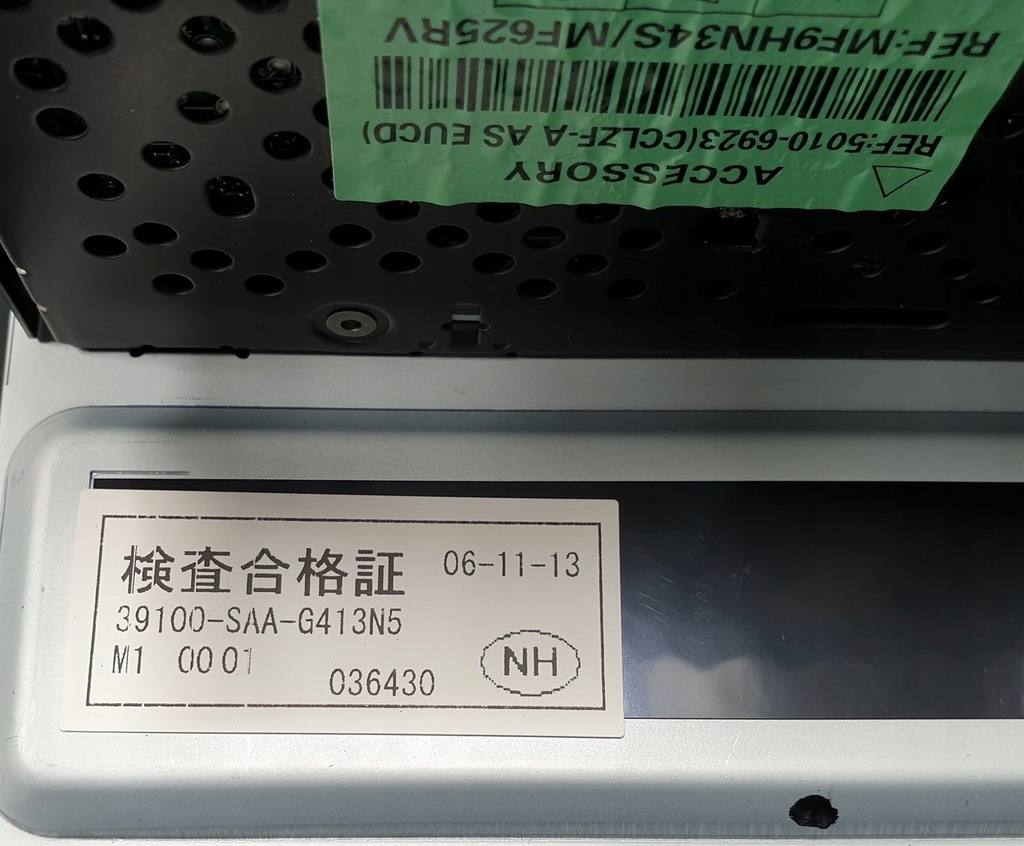 ACCESSORY
REF:5010-6923(CCLZF-A AS EUCD)
REF:MF9HN34S/MF625RV
検査合格証 06-11-13
39100-SAA-G413N5
M1 0001
036430
NH